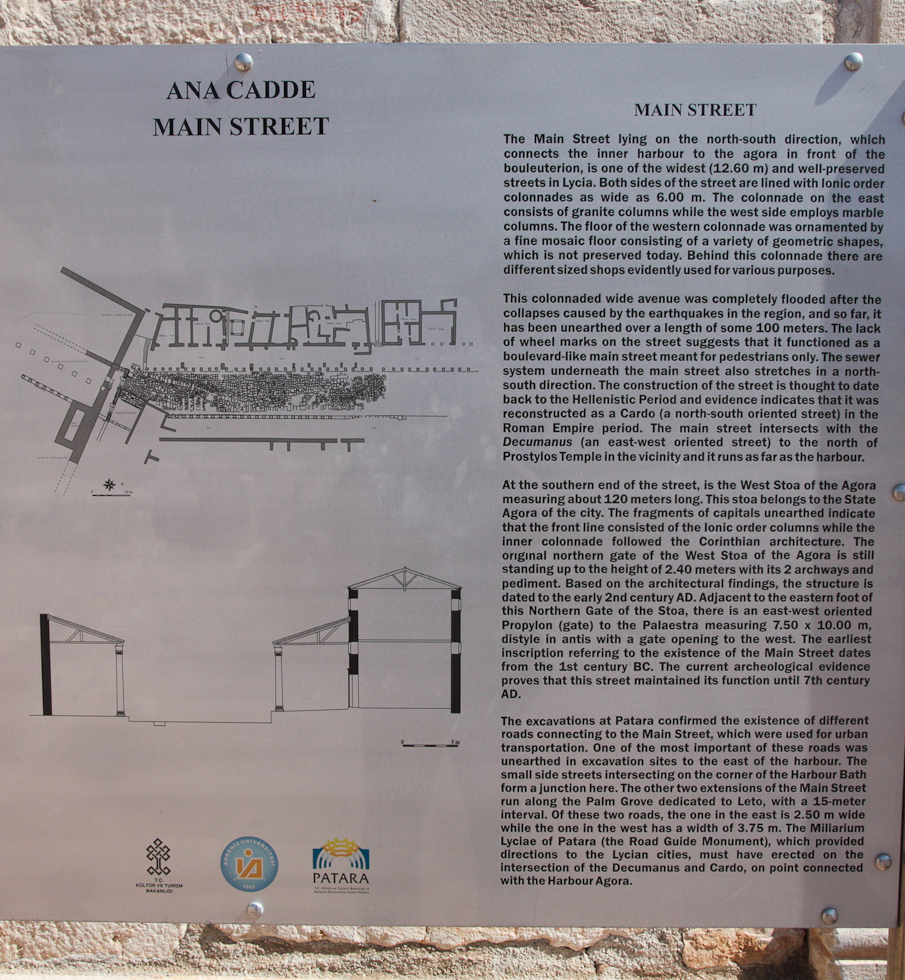 ANA CADDE
MAIN STREET
MAIN STREET
The Main Street lying on the north-south direction, which
connects the inner harbour to the agora in front of the
bouleuterion, is one of the widest (12.60 m) and well-preserved
streets in Lycia. Both sides of the street are lined with Ionic order
colonnades as wide as 6.00 m. The colonnade on the east
consists of granite columns while the west side employs marble
columns. The floor of the western colonnade was ornamented by
a fine mosaic floor consisting of a variety of geometric shapes,
which is not preserved today. Behind this colonnade there are
different sized shops evidently used for various purposes.
This colonnaded wide avenue was completely flooded after the
collapses caused by the earthquakes in the region, and so far, it
has been unearthed over a length of some 100 meters. The lack
of wheel marks on the street suggests that it functioned as a
boulevard-like main street meant for pedestrians only. The sewer
system underneath the main street also stretches in a north-
south direction. The construction of the street is thought to date
back to the Hellenistic Period and evidence indicates that it was
reconstructed as a Cardo (a north-south oriented street) in the
Roman Empire period. The main street intersects with the
Decumanus (an east-west oriented street) to the north of
Prostylos Temple in the vicinity and it runs as far as the harbour.
At the southern end of the street, is the West Stoa of the Agora
measuring about 120 meters long. This stoa belongs to the State
Agora of the city. The fragments of capitals unearthed indicate
that the front line consisted of the Ionic order columns while the
inner colonnade followed the Corinthian architecture. The
original northern gate of the West Stoa of the Agora is still
standing up to the height of 2.40 meters with its 2 archways and
pediment. Based on the architectural findings, the structure is
dated to the early 2nd century AD. Adjacent to the eastern foot of
this Northern Gate of the Stoa, there is an east-west oriented
Propylon (gate) to the Palaestra measuring 7.50 x 10.00 m,
distyle in antis with a gate opening to the west. The earliest
inscription referring to the existence of the Main Street dates
from the 1st century BC. The current archeological evidence
proves that this street maintained its function until 7th century
AD.
The excavations at Patara confirmed the existence of different
roads connecting to the Main Street, which were used for urban
transportation. One of the most important of these roads was
unearthed in excavation sites to the east of the harbour. The
small side streets intersecting on the corner of the Harbour Bath
form a junction here. The other two extensions of the Main Street
run along the Palm Grove dedicated to Leto, with a 15-meter
interval. Of these two roads, the one in the east is 2.50 m wide
while the one in the west has a width of 3.75 m. The Miliarium
Lyciae of Patara (the Road Guide Monument), which provided
directions to the Lycian cities, must have erected on the
intersection of the Decumanus and Cardo, on point connected
with the Harbour Agora.
T.C.
KÜLTÜR VE TURİZM
BAKANLIĞI
AKDENİZ ÜNİVERSİTESİ
1982
PATARA